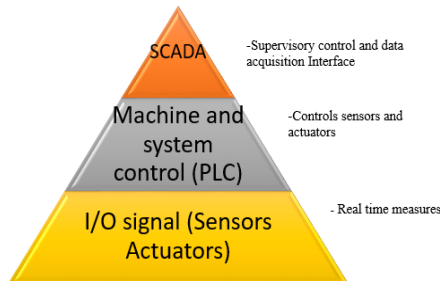 SCADA
-Supervisory control and data
acquisition Interface
Machine and
system
control (PLC)
-Controls sensors and
actuators
I/O signal (Sensors
Actuators)
- Real time measures